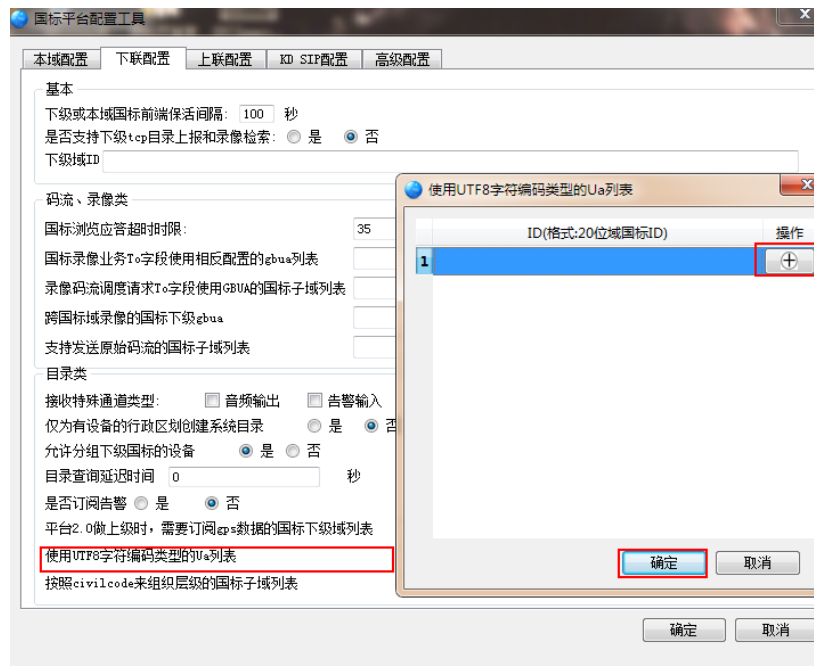 国标平台配置工具
本域配置 下联配置 上联配置 KD SIP配置 高级配置
基本
下级或本域国标前端保活间隔: 100 秒
是否支持下级tcp目录上报和录像检索: 是 否
下级域ID
码流、录像类
国标浏览应答超时时限: 35
国标录像业务To字段使用相反配置的gbua列表
录像码流调度请求To字段使用GBUA的国标子域列表
跨国标域录像的国标下级gbua
支持发送原始码流的国标子域列表
目录类
接收特殊通道类型: 音频输出 告警输入
仅为有设备的行政区划创建系统目录 是 否
允许分组下级国标的设备 是 否
目录查询延迟时间 0 秒
是否订阅告警 是 否
平台2.0做上级时，需要订阅gps数据的国标下级域列表
使用UTF8字符编码类型的Ua列表
按照civilcode来组织层级的国标子域列表
使用UTF8字符编码类型的Ua列表
ID(格式:20位域国标ID) 操作
1
确定 取消
确定 取消